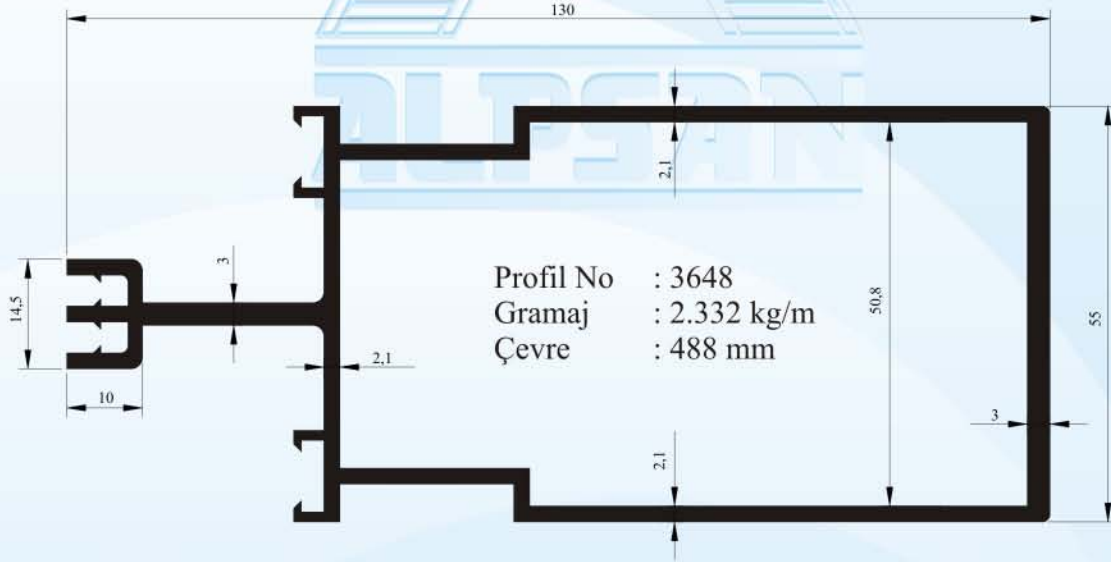 130
ALPSAN
2,1
3
14,5
Profil No : 3648
Gramaj : 2.332 kg/m
Çevre : 488 mm
50,8
55
2,1
10
3
2,1